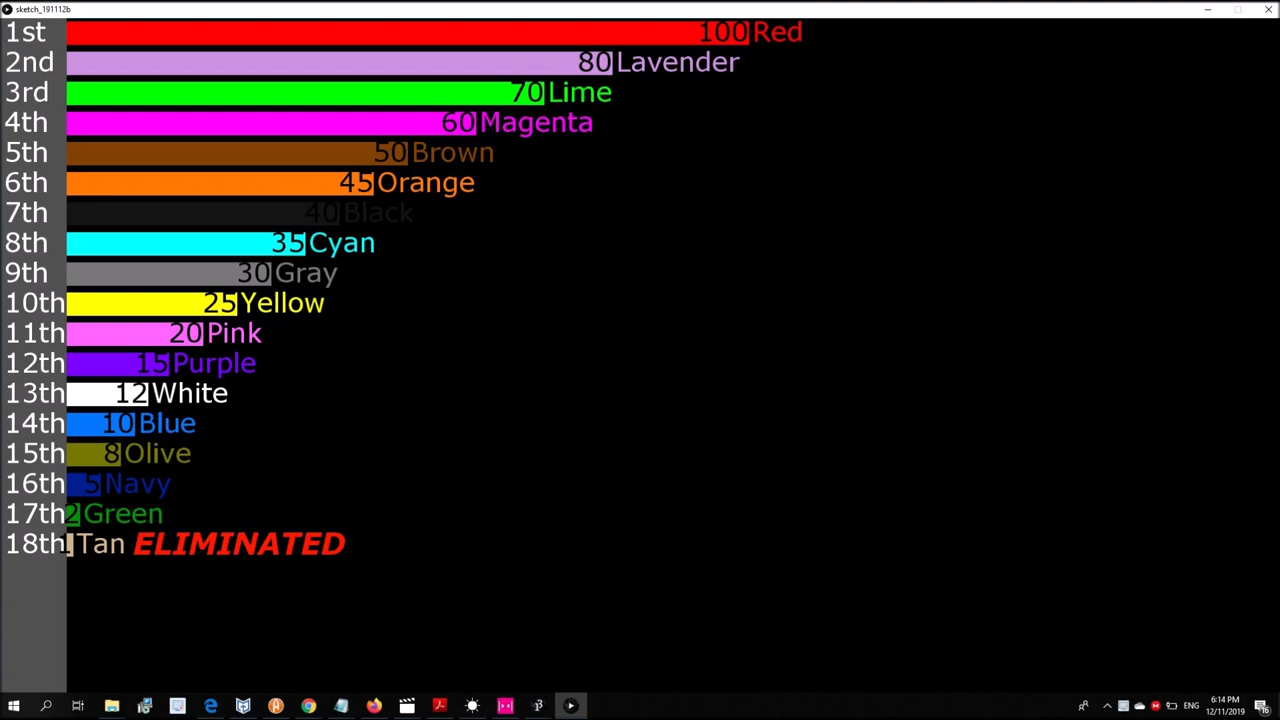 sketch_191112b
1st 100 Red
2nd 80 Lavender
3rd 70 Lime
4th 60 Magenta
5th 50 Brown
6th 45 Orange
7th 40 Black
8th 35 Cyan
9th 30 Gray
10th 25 Yellow
11th 20 Pink
12th 15 Purple
13th 12 White
14th 10 Blue
15th 8 Olive
16th 5 Navy
17th 2 Green
18th 1 Tan ELIMINATED
ENG
6:14 PM
12/11/2019
16